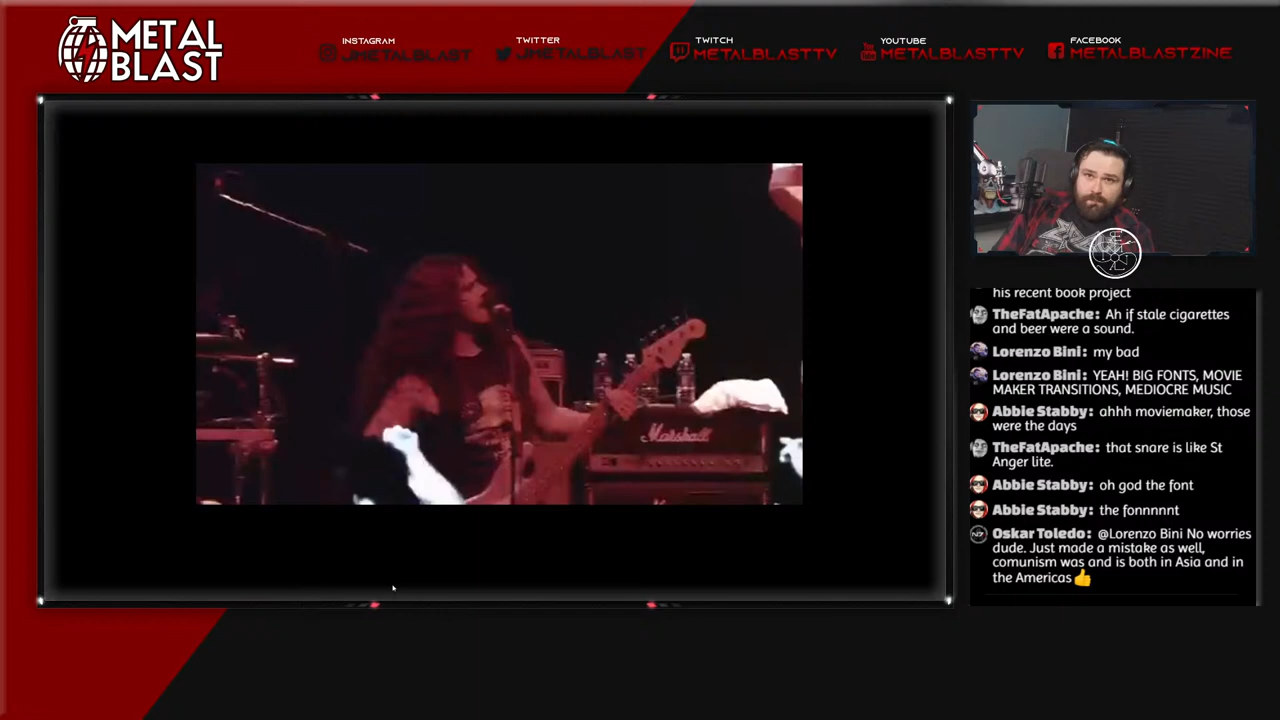 METAL
BLAST
INSTAGRAM
JMETALBLAST
TWITTER
JMETALBLAST
TWITCH
METALBLASTTV
YOUTUBE
METALBLASTTV
FACEBOOK
METALBLASTZINE
Marshall
his recent book project
TheFatApache: Ah if stale cigarettes
and beer were a sound.
Lorenzo Bini: my bad
Lorenzo Bini: YEAH! BIG FONTS, MOVIE
MAKER TRANSITIONS, MEDIOCRE MUSIC
Abbie Stabby: ahhh moviemaker, those
were the days
TheFatApache: that snare is like St
Anger lite.
Abbie Stabby: oh god the font
Abbie Stabby: the fonnnnnt
Oskar Toledo: @Lorenzo Bini No worries
dude. Just made a mistake as well,
comunism was and is both in Asia and in
the Americas👍